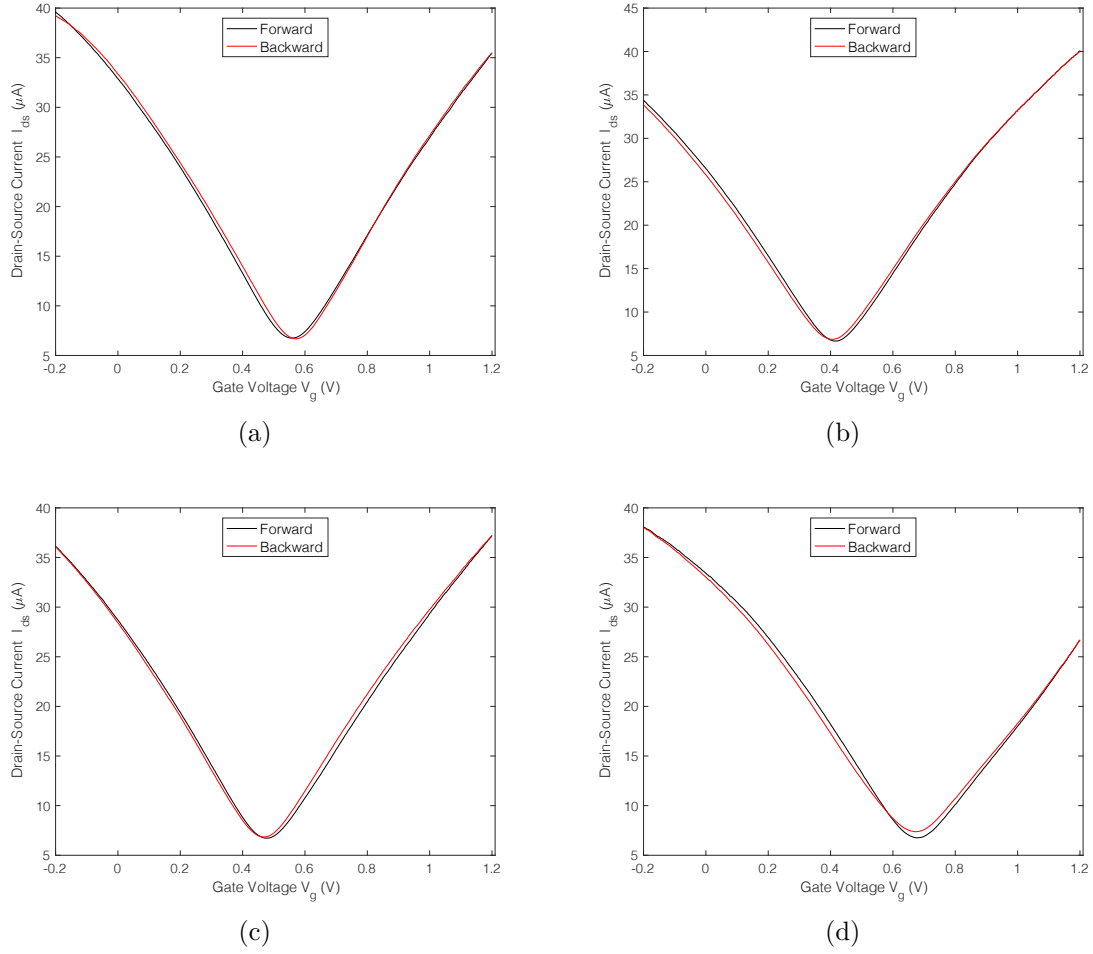 40
35
30
25
20
15
10
5
Drain-Source Current I_ds (μA)
Forward
Backward
-0.2 0 0.2 0.4 0.6 0.8 1 1.2
Gate Voltage V_g (V)
(a)
45
40
35
30
25
20
15
10
5
Drain-Source Current I_ds (μA)
Forward
Backward
-0.2 0 0.2 0.4 0.6 0.8 1 1.2
Gate Voltage V_g (V)
(b)
40
35
30
25
20
15
10
5
Drain-Source Current I_ds (μA)
Forward
Backward
-0.2 0 0.2 0.4 0.6 0.8 1 1.2
Gate Voltage V_g (V)
(c)
40
35
30
25
20
15
10
5
Drain-Source Current I_ds (μA)
Forward
Backward
-0.2 0 0.2 0.4 0.6 0.8 1 1.2
Gate Voltage V_g (V)
(d)